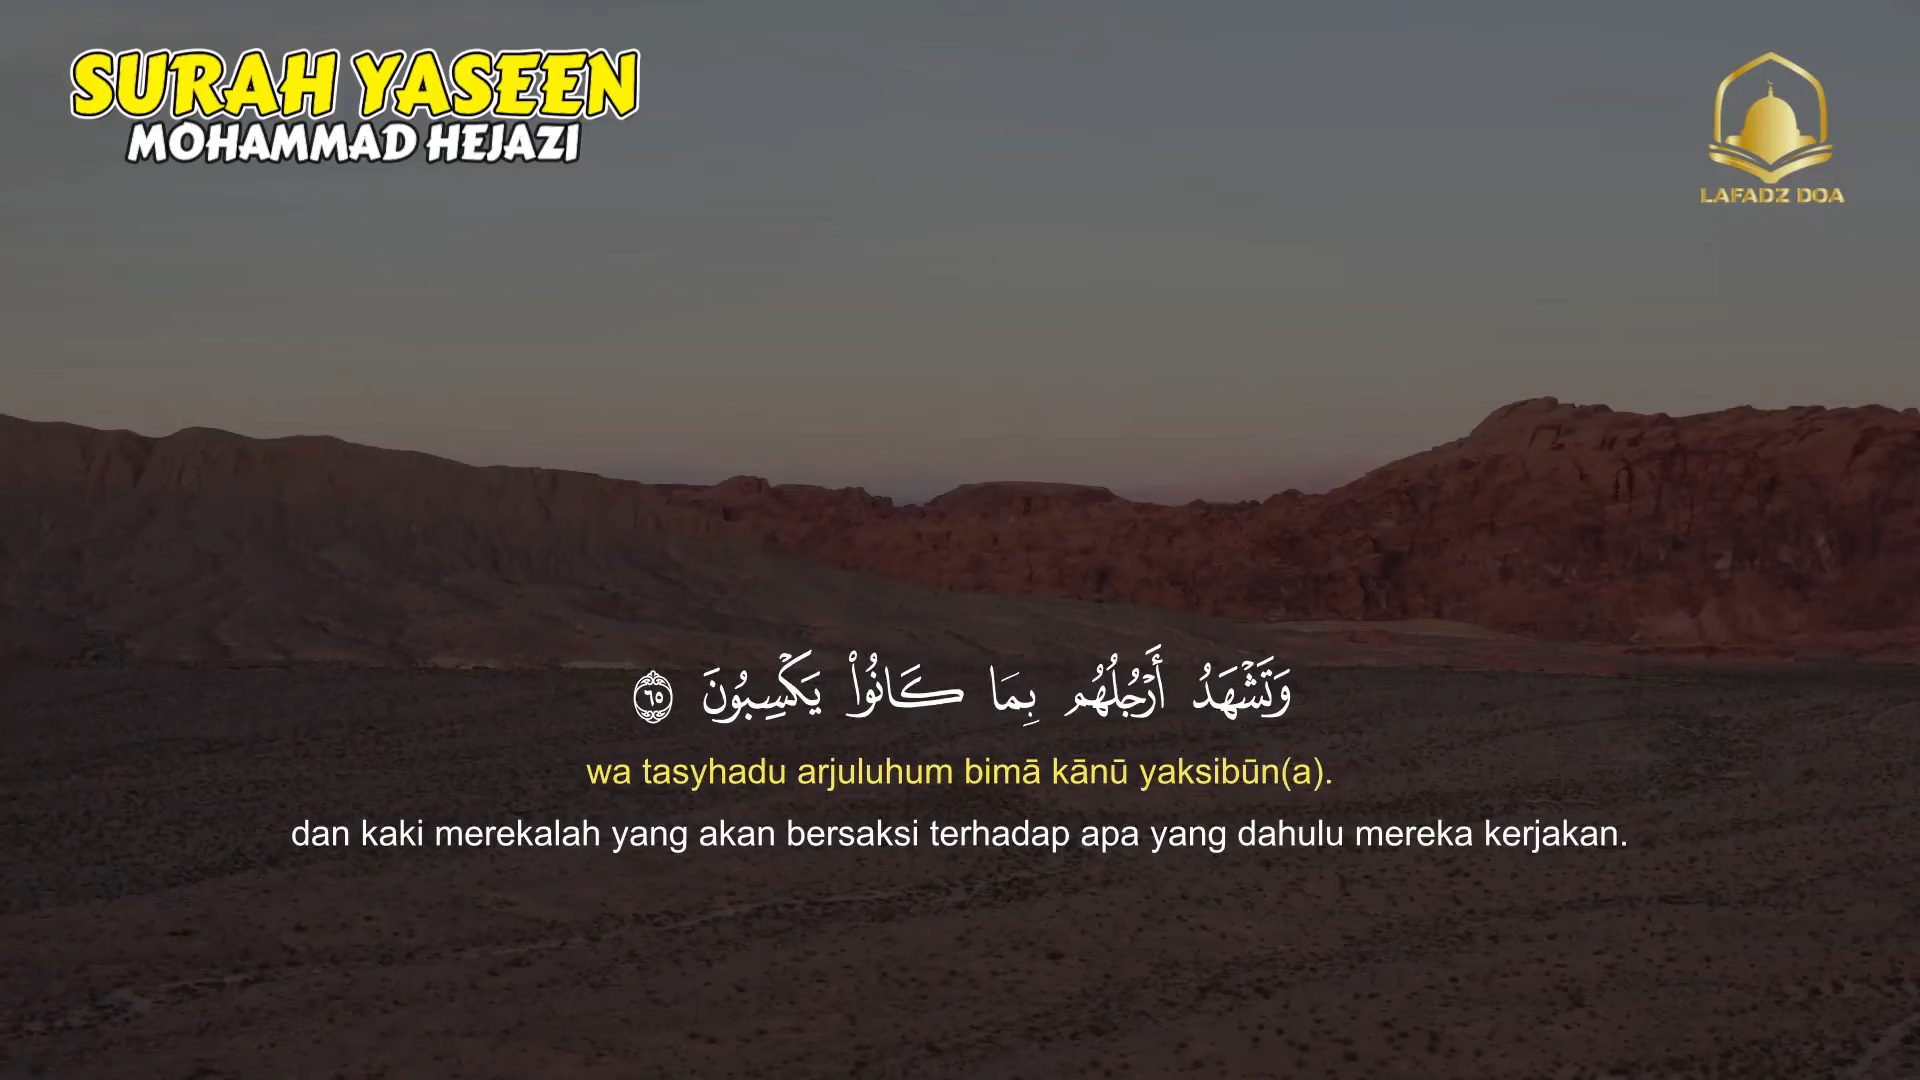 SURAH YASEEN
MOHAMMAD HEJAZI
LAFADZ DOA
وَتَشْهَدُ أَرْجُلُهُم بِمَا كَانُوا۟ يَكْسِبُونَ ٦٥
wa tasyhadu arjuluhum bimā kānū yaksibūn(a).
dan kaki merekalah yang akan bersaksi terhadap apa yang dahulu mereka kerjakan.